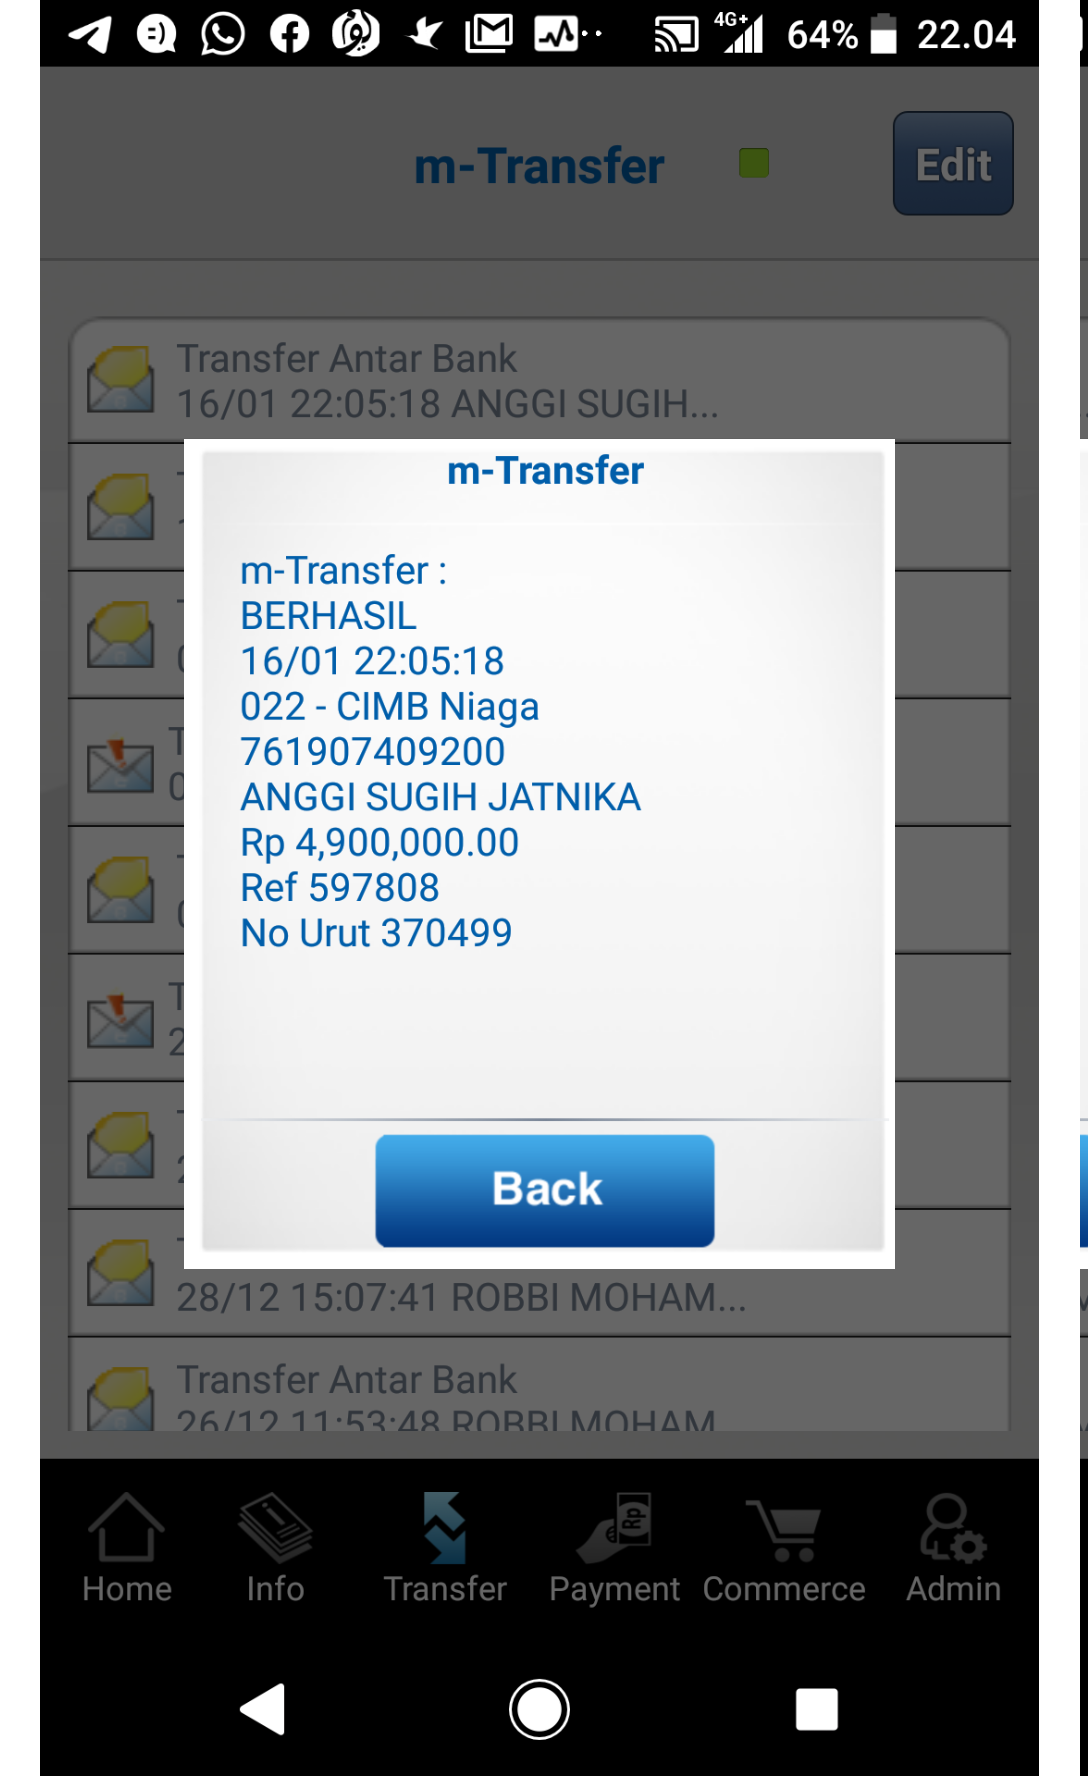 4G+ 64% 22.04
m-Transfer
Edit
Transfer Antar Bank
16/01 22:05:18 ANGGI SUGIH...
m-Transfer
m-Transfer :
BERHASIL
16/01 22:05:18
022 - CIMB Niaga
761907409200
ANGGI SUGIH JATNIKA
Rp 4,900,000.00
Ref 597808
No Urut 370499
Back
28/12 15:07:41 ROBBI MOHAM...
Transfer Antar Bank
26/12 11:53:48 ROBBI MOHAM
Rp
Home Info Transfer Payment Commerce Admin